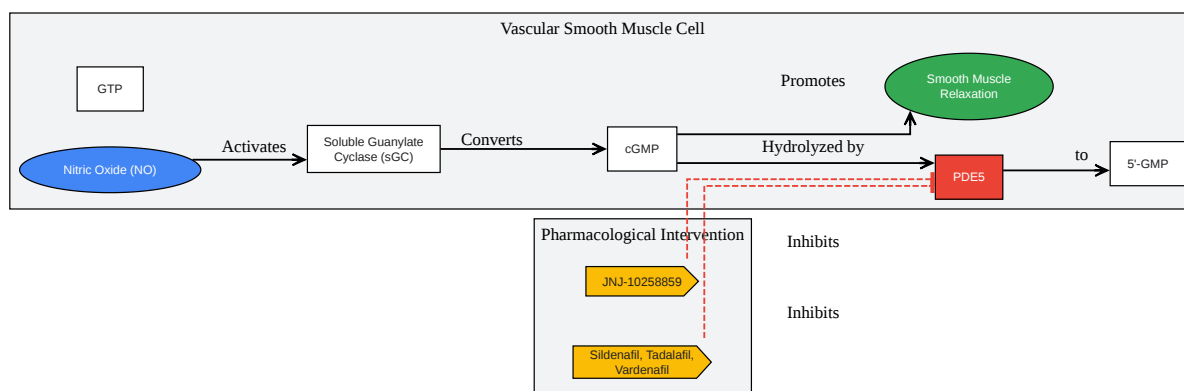 Vascular Smooth Muscle Cell
GTP
Promotes
Smooth Muscle
Relaxation
Nitric Oxide (NO)
Activates
Soluble Guanylate
Cyclase (sGC)
Converts
cGMP
Hydrolyzed by
PDE5
to
5'-GMP
Pharmacological Intervention
Inhibits
JNJ-10258859
Inhibits
Sildenafil, Tadalafil,
Vardenafil